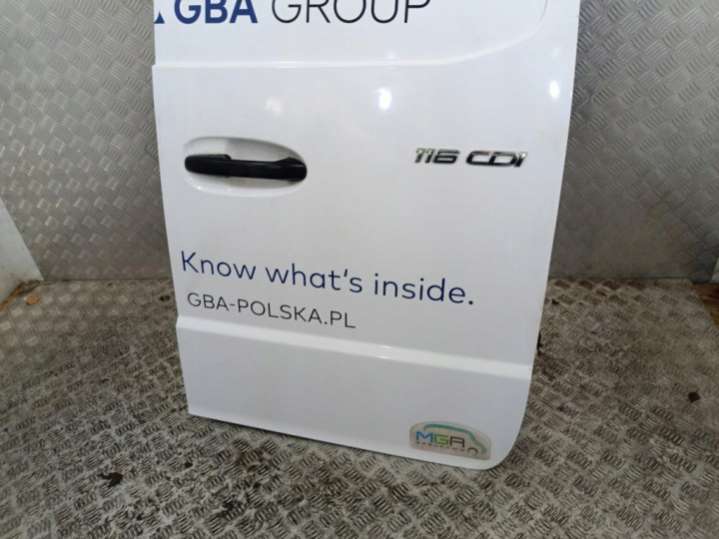 GBA GROUP
116 CDI
Know what's inside.
GBA-POLSKA.PL
MGA